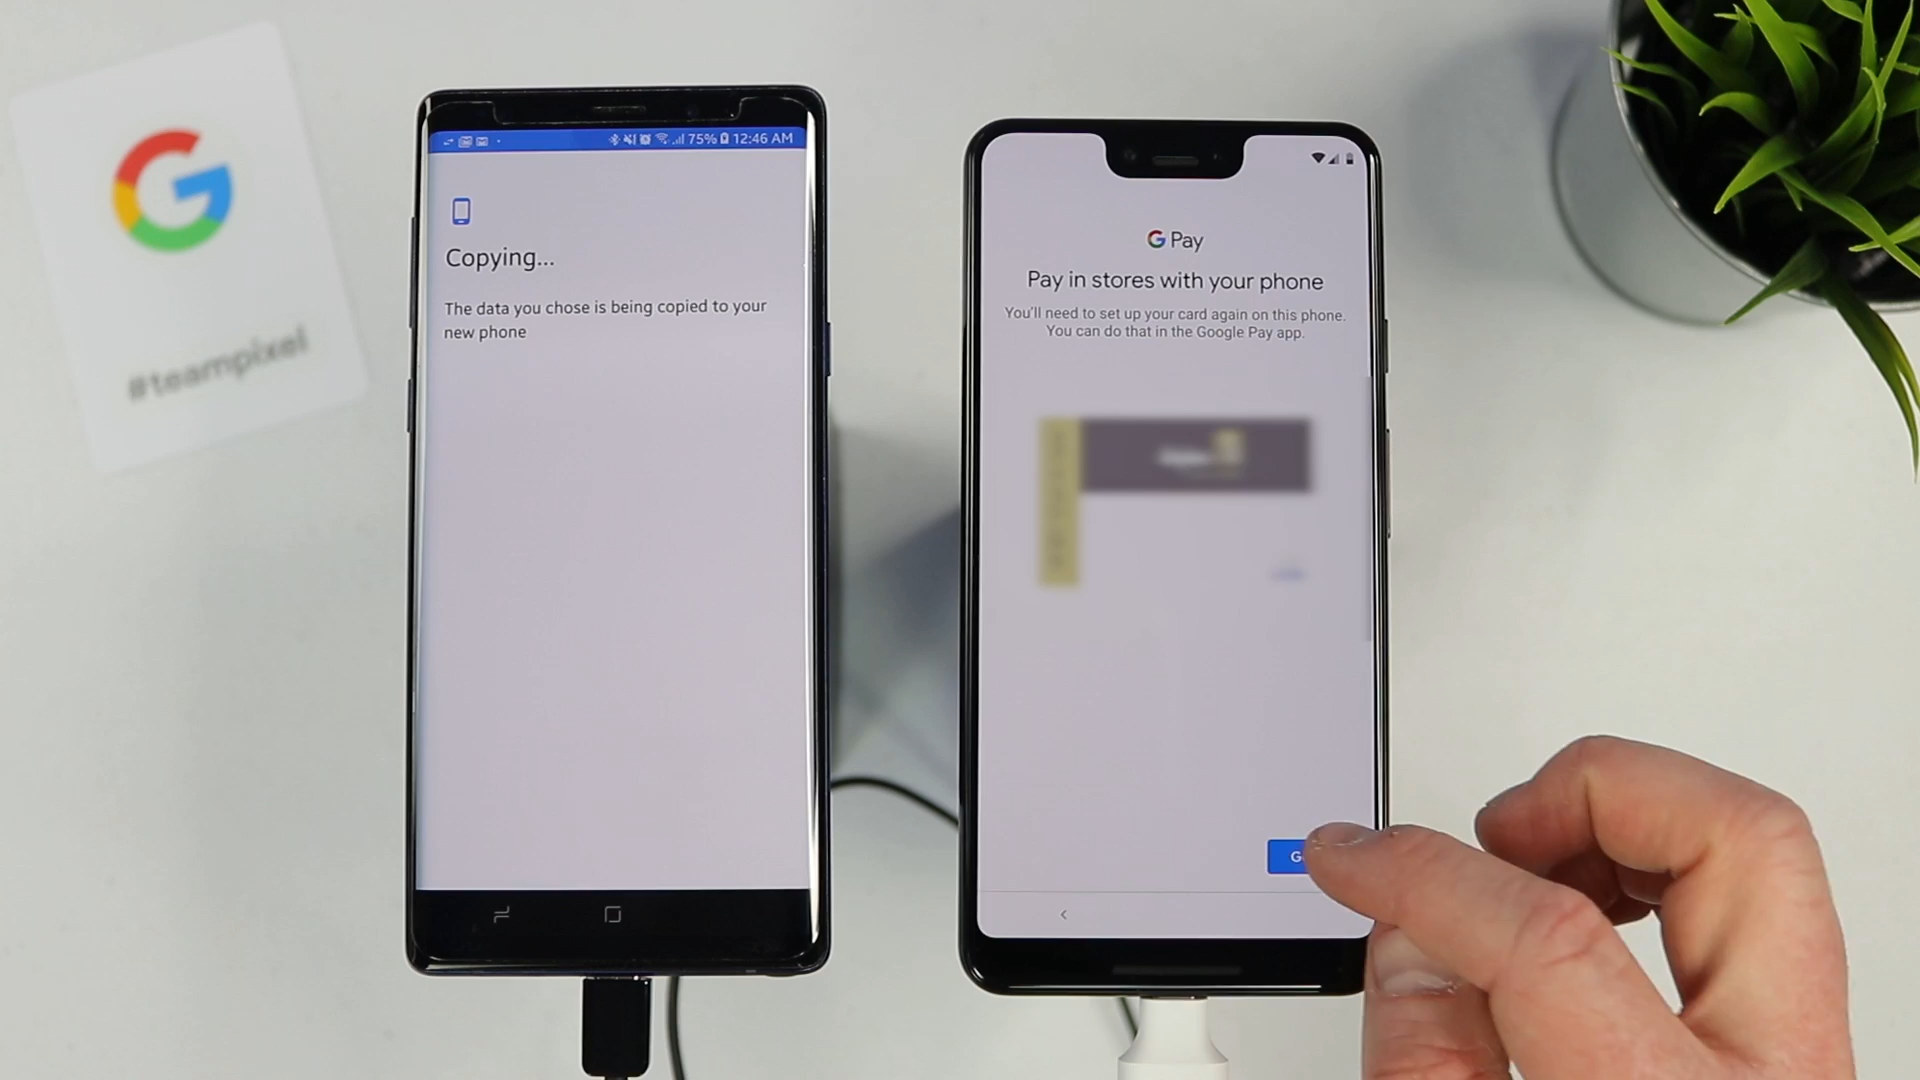 #teampixel
75% 12:46 AM
Copying...
The data you chose is being copied to your
new phone
G Pay
Pay in stores with your phone
You'll need to set up your card again on this phone.
You can do that in the Google Pay app.